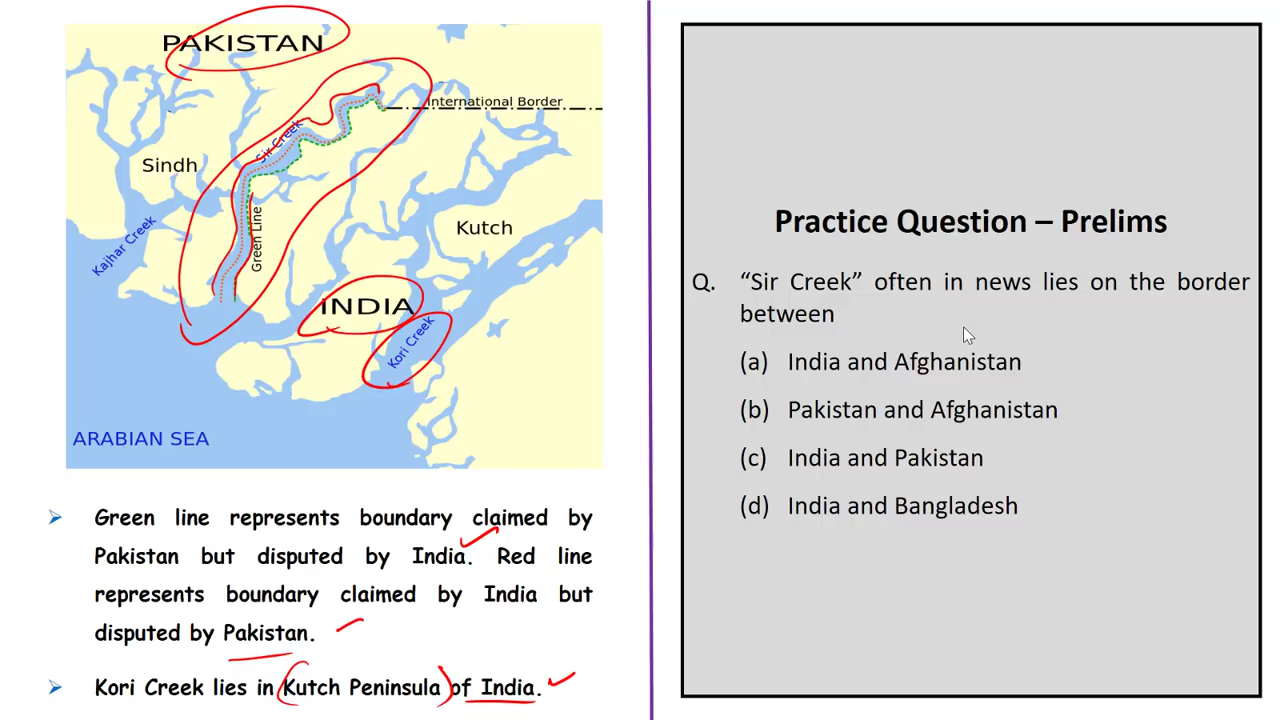 PAKISTAN
International Border
Sir Creek
Sindh
Green Line
Kajhar Creek
Kutch
INDIA
Kori Creek
ARABIAN SEA
Green line represents boundary claimed by
Pakistan but disputed by India. Red line
represents boundary claimed by India but
disputed by Pakistan.
Kori Creek lies in Kutch Peninsula of India.
Practice Question – Prelims
Q. “Sir Creek” often in news lies on the border
between
(a) India and Afghanistan
(b) Pakistan and Afghanistan
(c) India and Pakistan
(d) India and Bangladesh